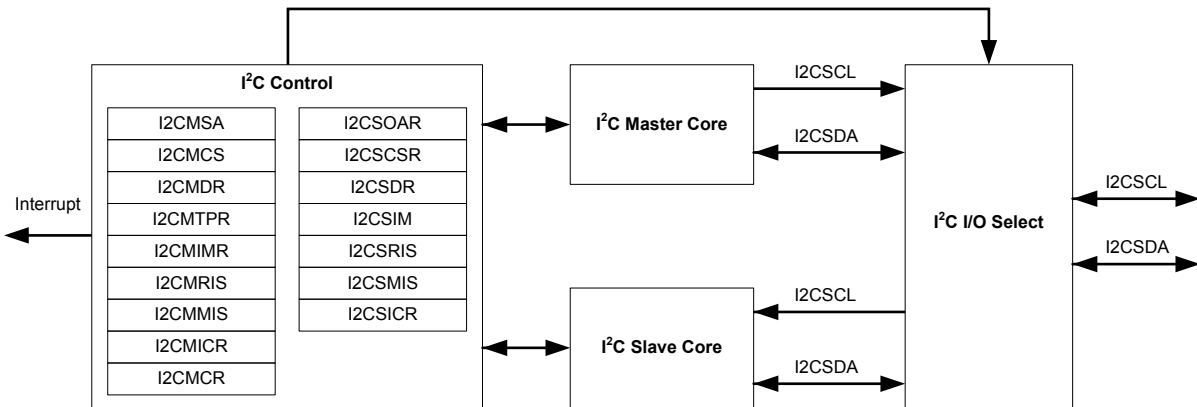 I²C Control
I2CMSA
I2CMCS
I2CMDR
I2CMTPR
I2CMIMR
I2CMRIS
I2CMMIS
I2CMICR
I2CMCR
I2CSOAR
I2CSCSR
I2CSDR
I2CSIM
I2CSRIS
I2CSMIS
I2CSICR
Interrupt
I²C Master Core
I2CSCL
I2CSDA
I²C Slave Core
I2CSCL
I2CSDA
I²C I/O Select
I2CSCL
I2CSDA